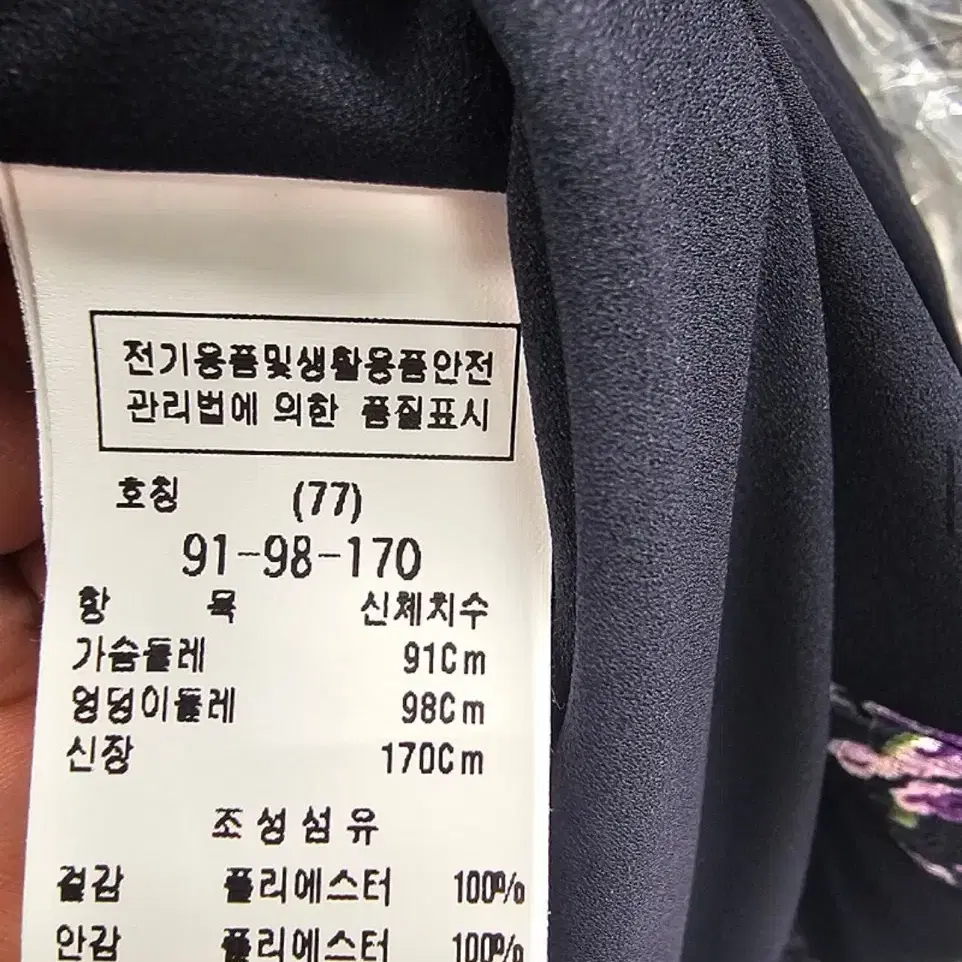 전기용품및생활용품안전
관리법에 의한 품질표시
호칭 (77)
91-98-170
항 목 신체치수
가슴둘레 91Cm
엉덩이둘레 98Cm
신장 170Cm
조성섬유
겉감 폴리에스터 100%
안감 폴리에스터 100%